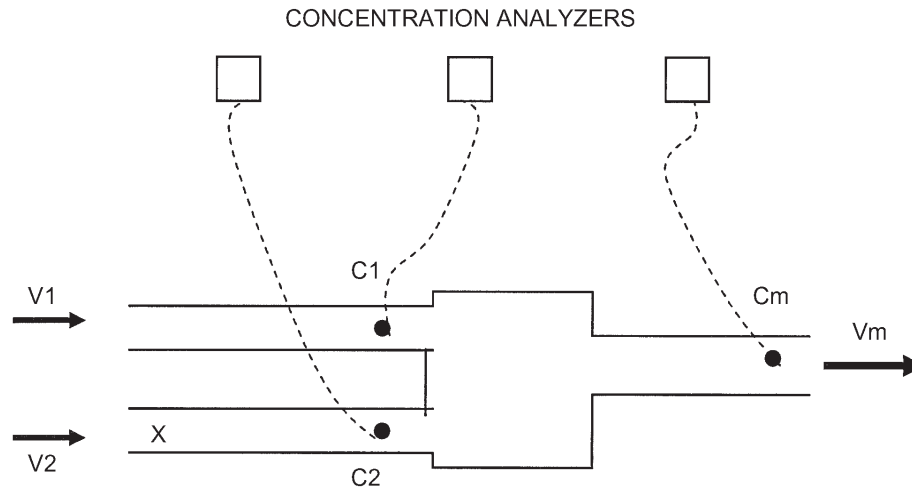 CONCENTRATION ANALYZERS
C1
V1
Cm
Vm
X
V2
C2